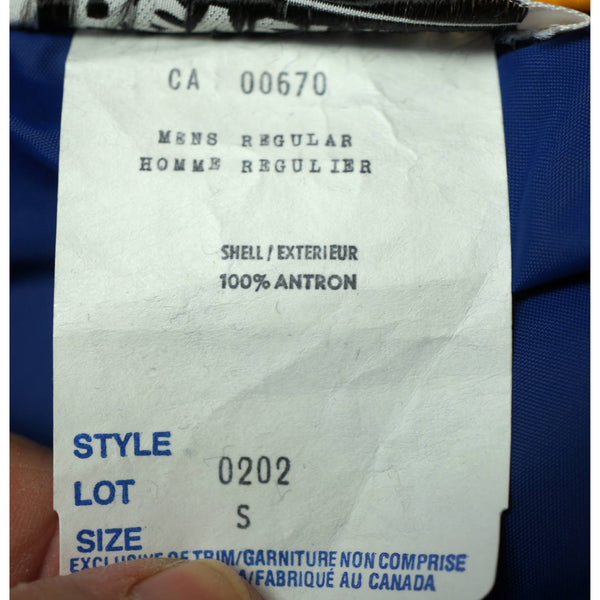 CA 00670
MENS REGULAR
HOMME REGULIER
SHELL/EXTERIEUR
100% ANTRON
STYLE
LOT 0202
SIZE S
EXCLUSIVE OF TRIM/GARNITURE NON COMPRISE
/FABRIQUÉ AU CANADA